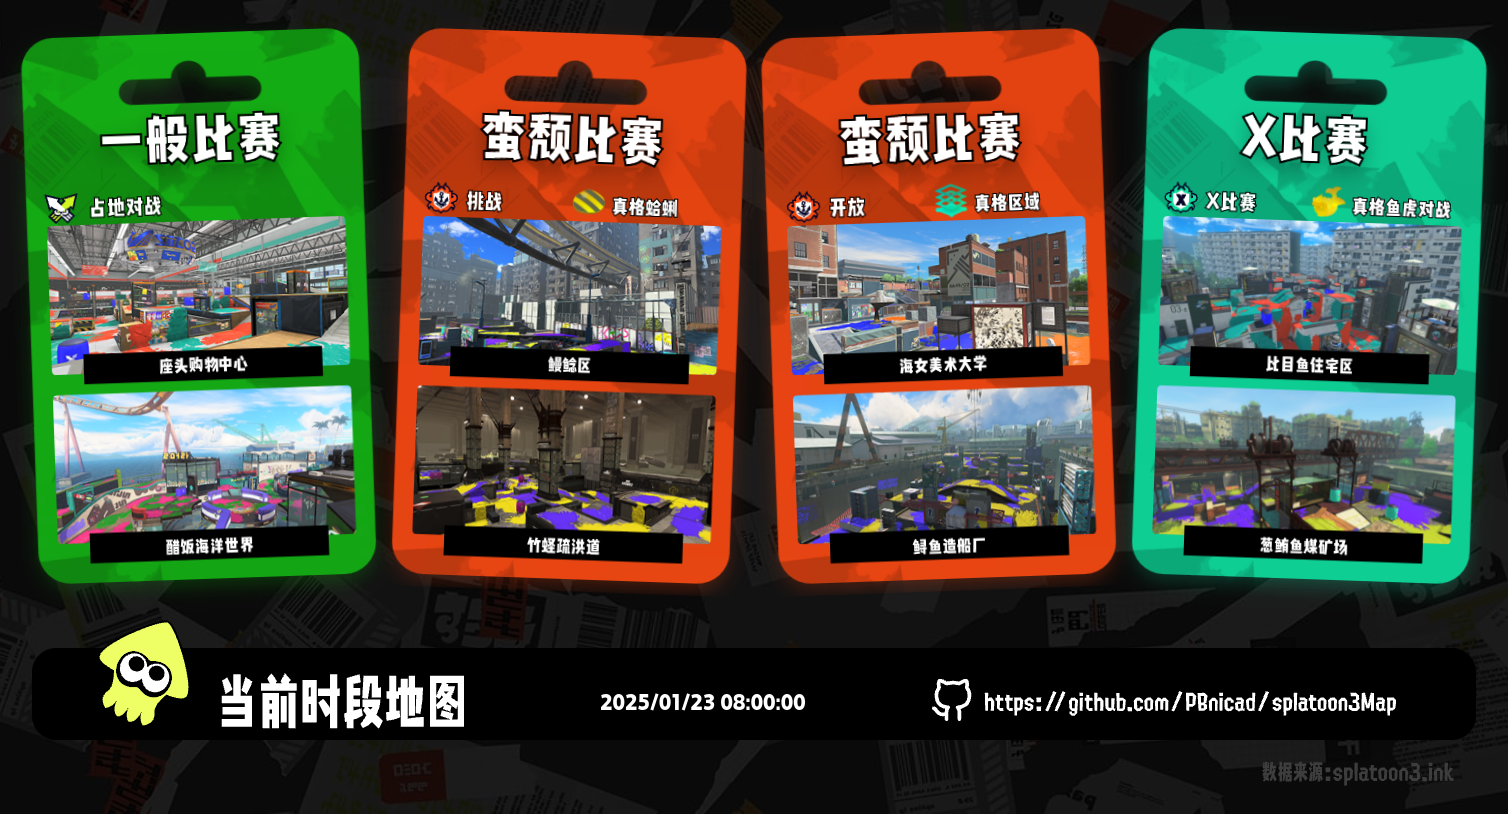 一般比赛
占地对战
座头购物中心
醋饭海洋世界
蛮颓比赛
挑战
真格蛤蜊
鳗鲶区
竹蛏疏洪道
蛮颓比赛
开放
真格区域
海女美术大学
鲟鱼造船厂
X比赛
X比赛
真格鱼虎对战
比目鱼住宅区
葱鲔鱼煤矿场
当前时段地图
2025/01/23 08:00:00
https://github.com/PBnicad/splatoon3Map
数据来源:splatoon3.ink